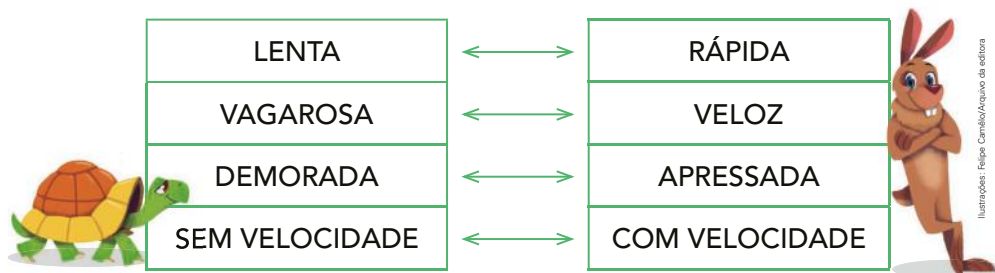 LENTA
RÁPIDA
VAGAROSA
VELOZ
DEMORADA
APRESSADA
SEM VELOCIDADE
COM VELOCIDADE
Ilustrações: Felipe Camêlo/Arquivo da editora